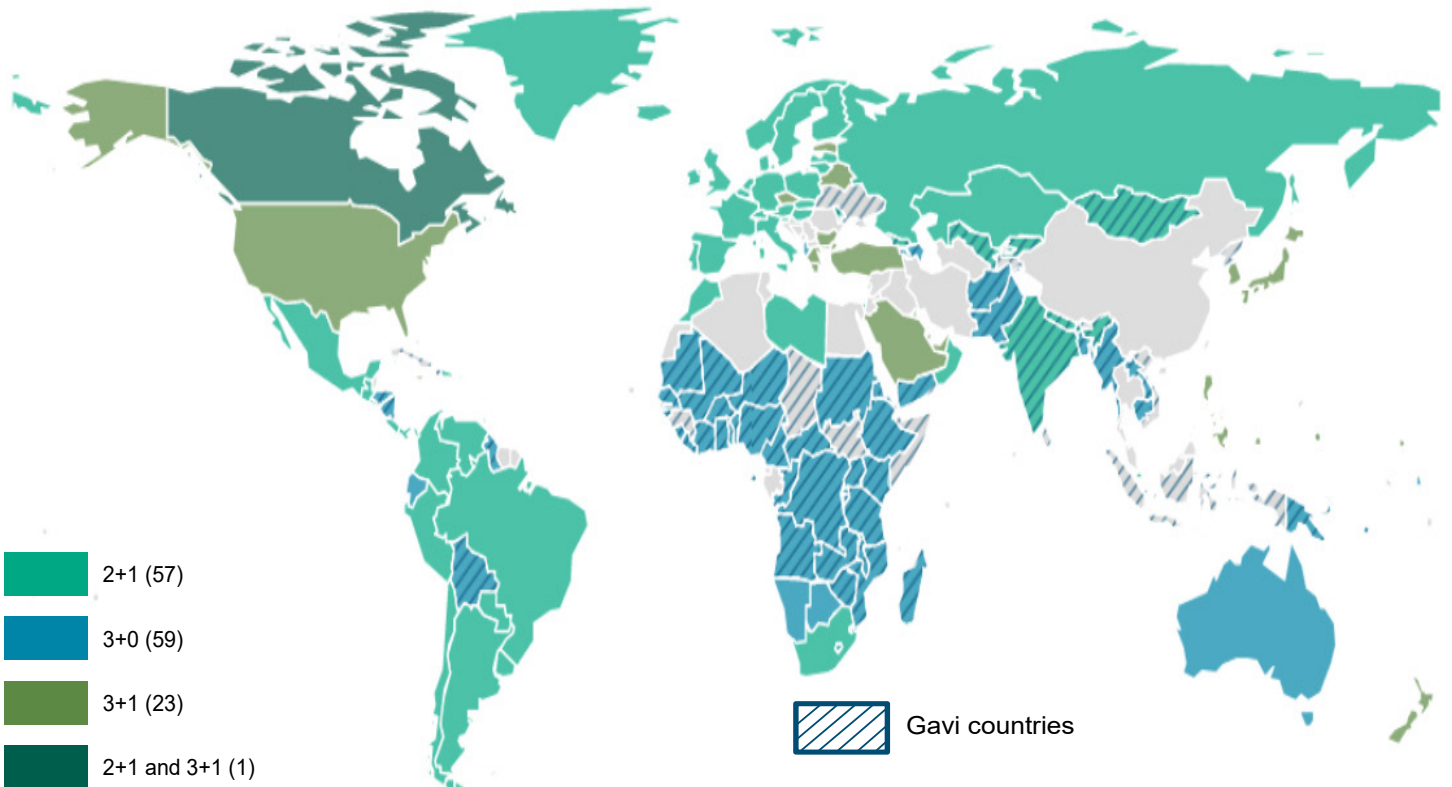 2+1 (57)
3+0 (59)
3+1 (23)
2+1 and 3+1 (1)
Gavi countries